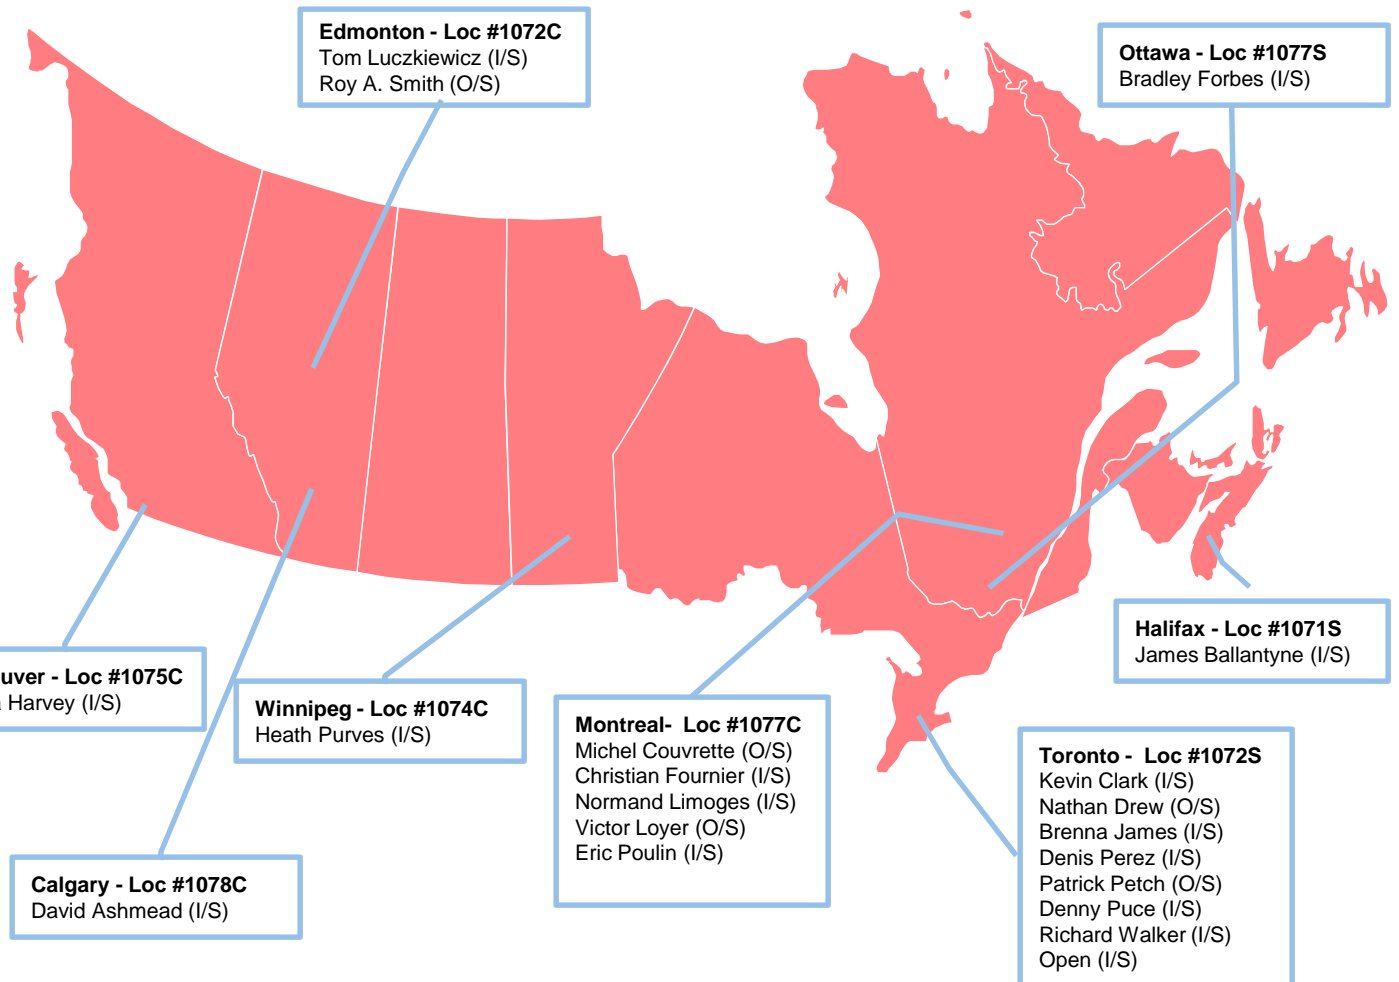 Edmonton - Loc #1072C
Tom Luczkiewicz (I/S)
Roy A. Smith (O/S)
Ottawa - Loc #1077S
Bradley Forbes (I/S)
Halifax - Loc #1071S
James Ballantyne (I/S)
uver - Loc #1075C
Harvey (I/S)
Winnipeg - Loc #1074C
Heath Purves (I/S)
Montreal- Loc #1077C
Michel Couvrette (O/S)
Christian Fournier (I/S)
Normand Limoges (I/S)
Victor Loyer (O/S)
Eric Poulin (I/S)
Toronto - Loc #1072S
Kevin Clark (I/S)
Nathan Drew (O/S)
Brenna James (I/S)
Denis Perez (I/S)
Patrick Petch (O/S)
Denny Puce (I/S)
Richard Walker (I/S)
Open (I/S)
Calgary - Loc #1078C
David Ashmead (I/S)